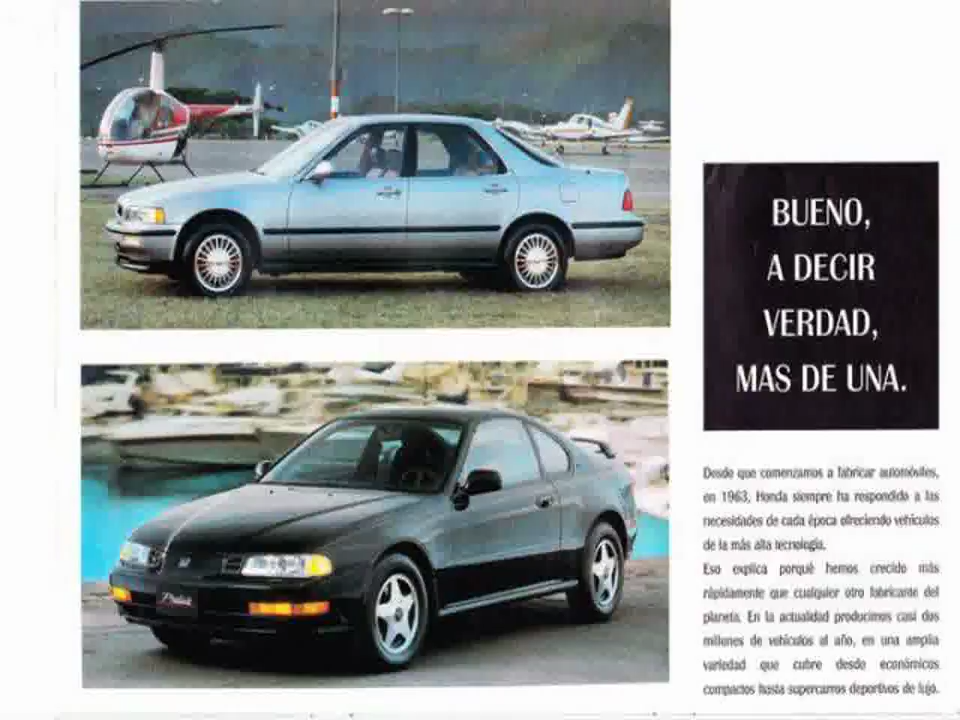 BUENO,
A DECIR
VERDAD,
MAS DE UNA.
Desde que comenzamos a fabricar automóviles,
en 1963, Honda siempre ha respondido a las
necesidades de cada época ofreciendo vehículos
de la más alta tecnología.
Eso explica porqué hemos crecido más
rápidamente que cualquier otro fabricante del
planeta. En la actualidad producimos casi dos
millones de vehículos al año, en una amplia
variedad que cubre desde económicos
compactos hasta supercarros deportivos de lujo.
Prelude